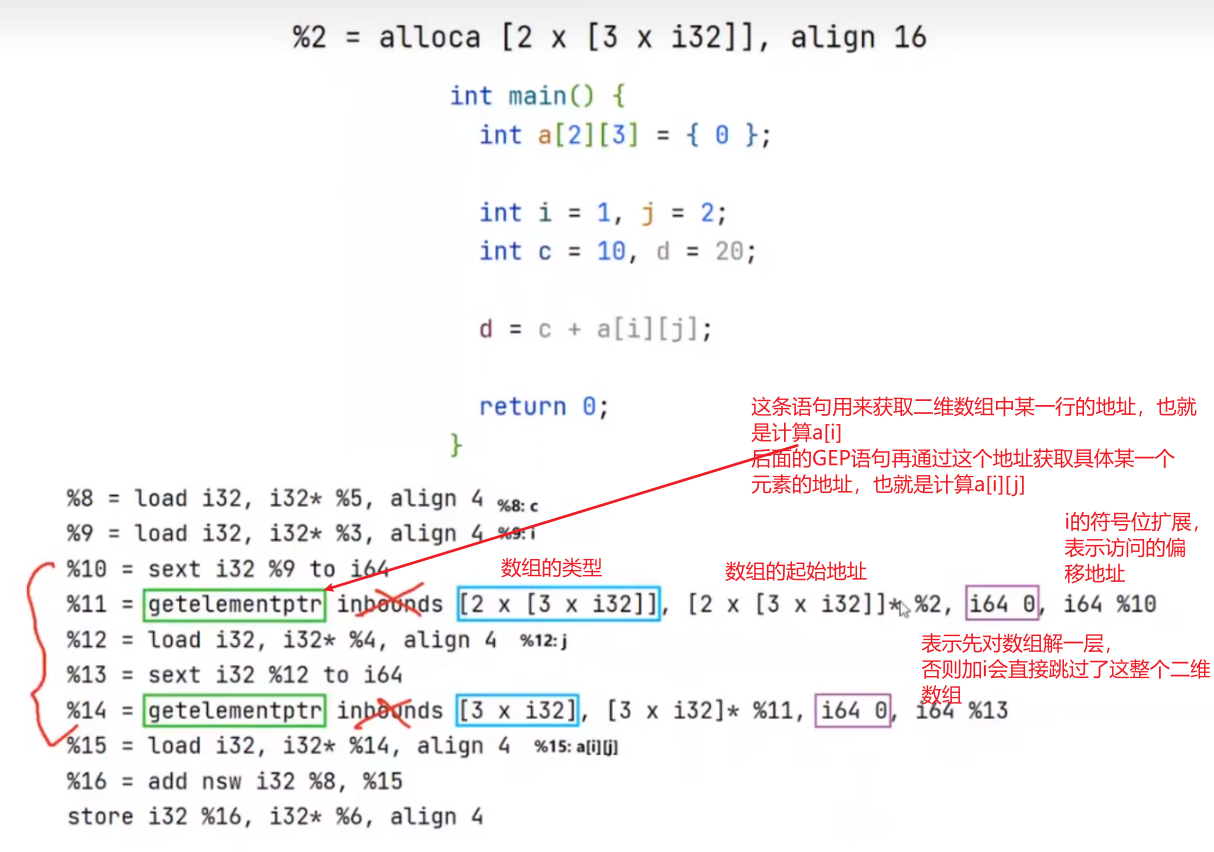 %2 = alloca [2 x [3 x i32]], align 16
int main() {
int a[2][3] = { 0 };
int i = 1, j = 2;
int c = 10, d = 20;
d = c + a[i][j];
return 0;
}
这条语句用来获取二维数组中某一行的地址，也就
是计算a[i]
后面的GEP语句再通过这个地址获取具体某一个
元素的地址，也就是计算a[i][j]
%8 = load i32, i32* %5, align 4 %8: c
%9 = load i32, i32* %3, align 4 %9: i
i的符号位扩展，
表示访问的偏
移地址
%10 = sext i32 %9 to i64
数组的类型
数组的起始地址
%11 = getelementptr inbounds [2 x [3 x i32]], [2 x [3 x i32]]* %2, i64 0, i64 %10
%12 = load i32, i32* %4, align 4 %12: j
表示先对数组解一层，
否则加i会直接跳过了这整个二维
数组
%13 = sext i32 %12 to i64
%14 = getelementptr inbounds [3 x i32], [3 x i32]* %11, i64 0, i64 %13
%15 = load i32, i32* %14, align 4 %15: a[i][j]
%16 = add nsw i32 %8, %15
store i32 %16, i32* %6, align 4